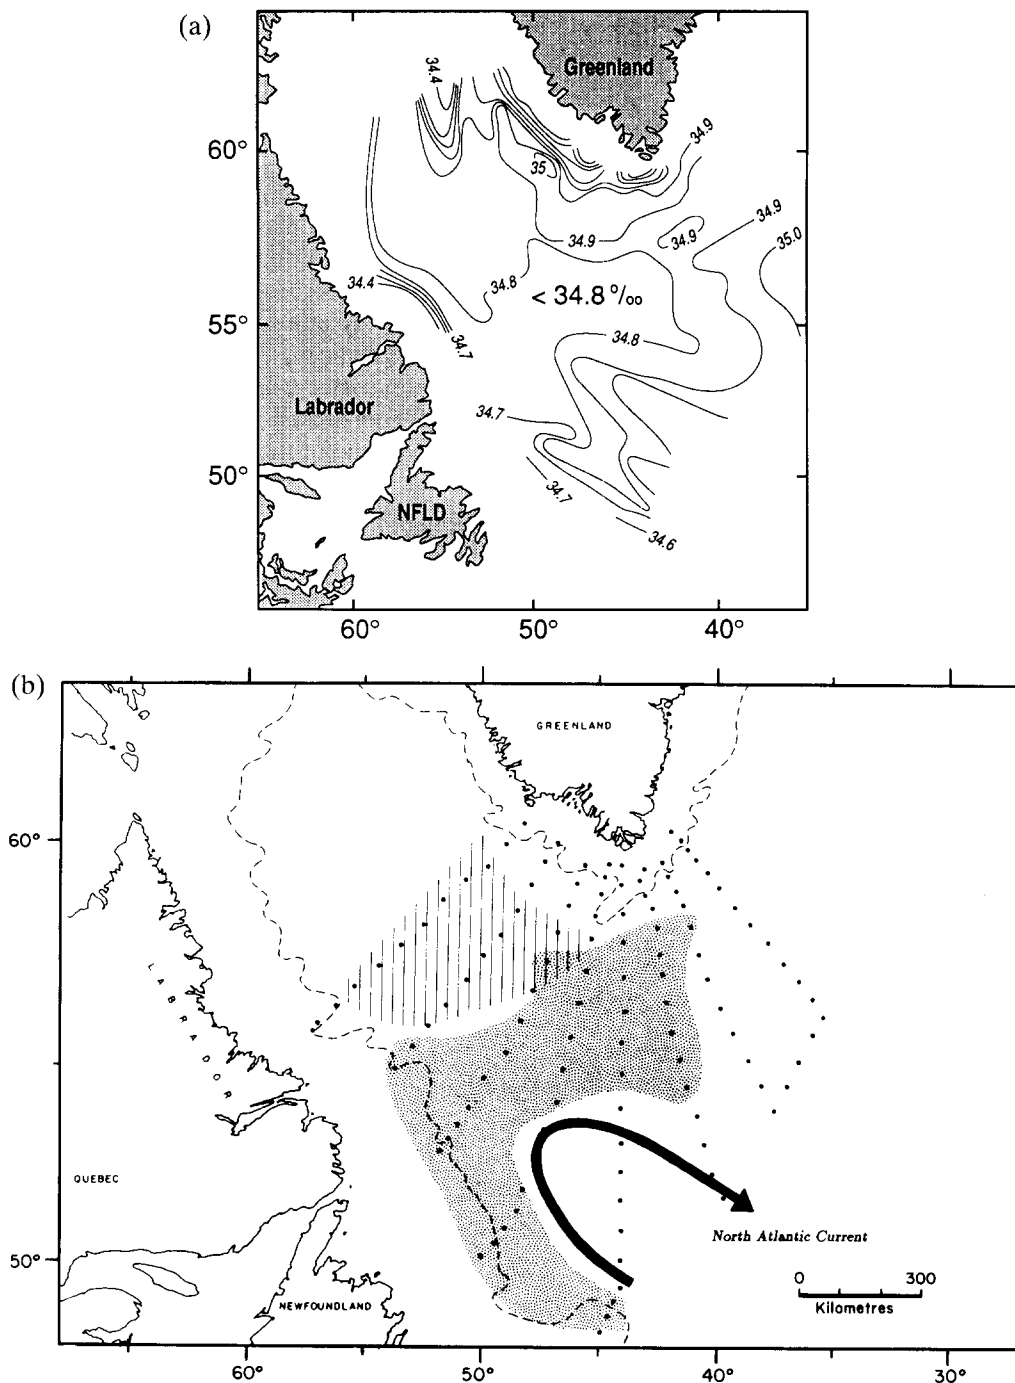 (a)
Greenland
34.4
34.9
60°
35
34.9
34.9
34.9
35.0
34.4
34.8
< 34.8 ‰
55°
34.7
34.8
Labrador
34.7
50°
34.7
NFLD
34.6
60°
50°
40°
(b)
GREENLAND
60°
LABRADOR
QUEBEC
North Atlantic Current
50°
0 300
Kilometres
NEWFOUNDLAND
60°
50°
40°
30°